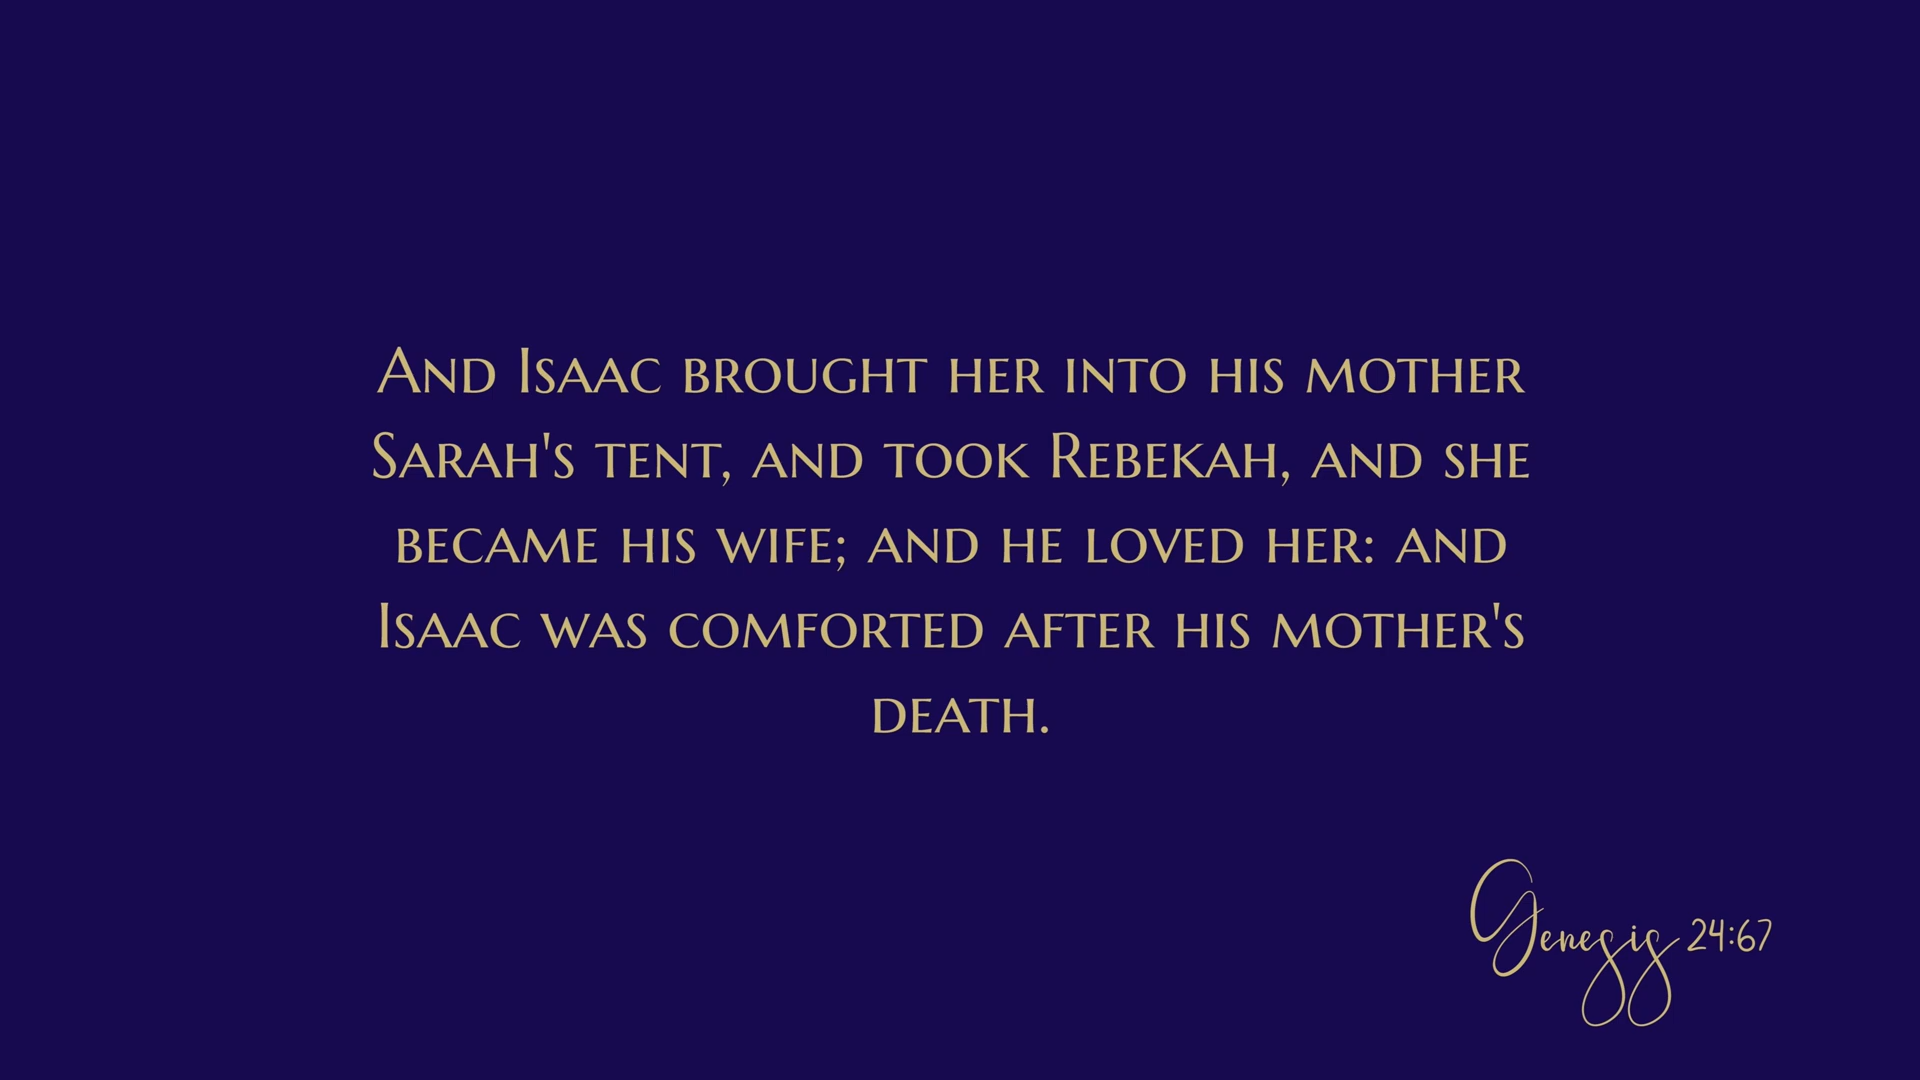 And Isaac brought her into his mother
Sarah's tent, and took Rebekah, and she
became his wife; and he loved her: and
Isaac was comforted after his mother's
death.
Genesis 24:67